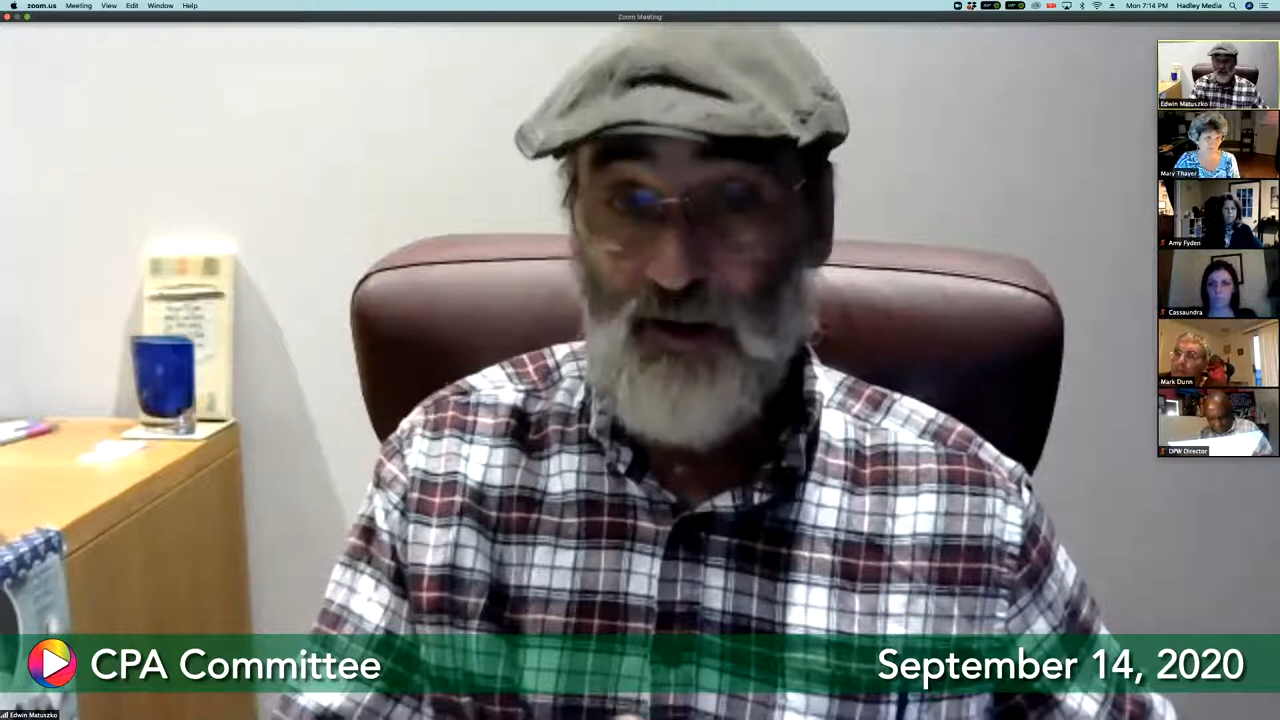 zoom.us Meeting View Edit Window Help
Mon 7:14 PM Hadley Media
Zoom Meeting
Edwin Matuszko
Mary Thayer
Amy Fyden
Cassaundra
Mark Dunn
DPW Director
CPA Committee
September 14, 2020
Edwin Matuszko